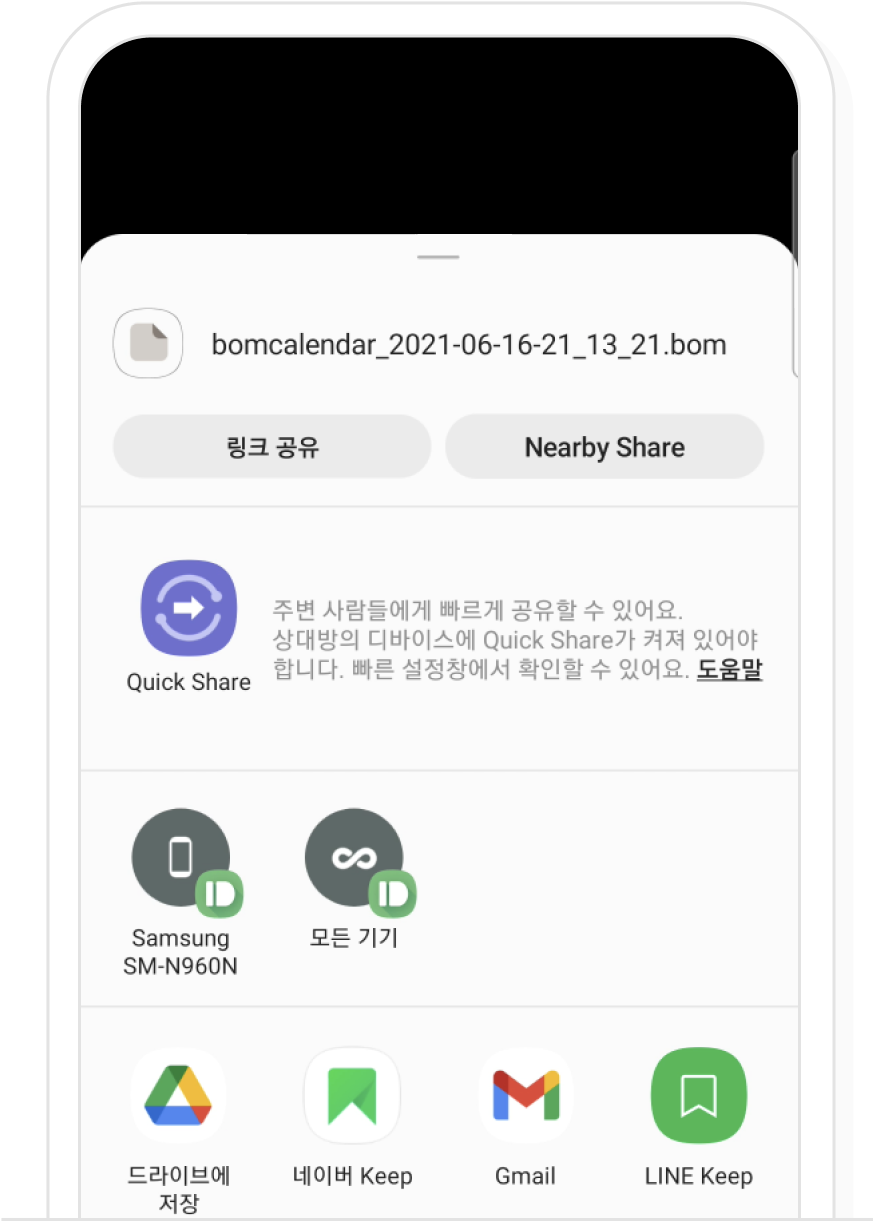 bomcalendar_2021-06-16-21_13_21.bom
링크 공유
Nearby Share
주변 사람들에게 빠르게 공유할 수 있어요.
상대방의 디바이스에 Quick Share가 켜져 있어야
합니다. 빠른 설정창에서 확인할 수 있어요. 도움말
Quick Share
Samsung
SM-N960N
모든 기기
드라이브에
저장
네이버 Keep
Gmail
LINE Keep